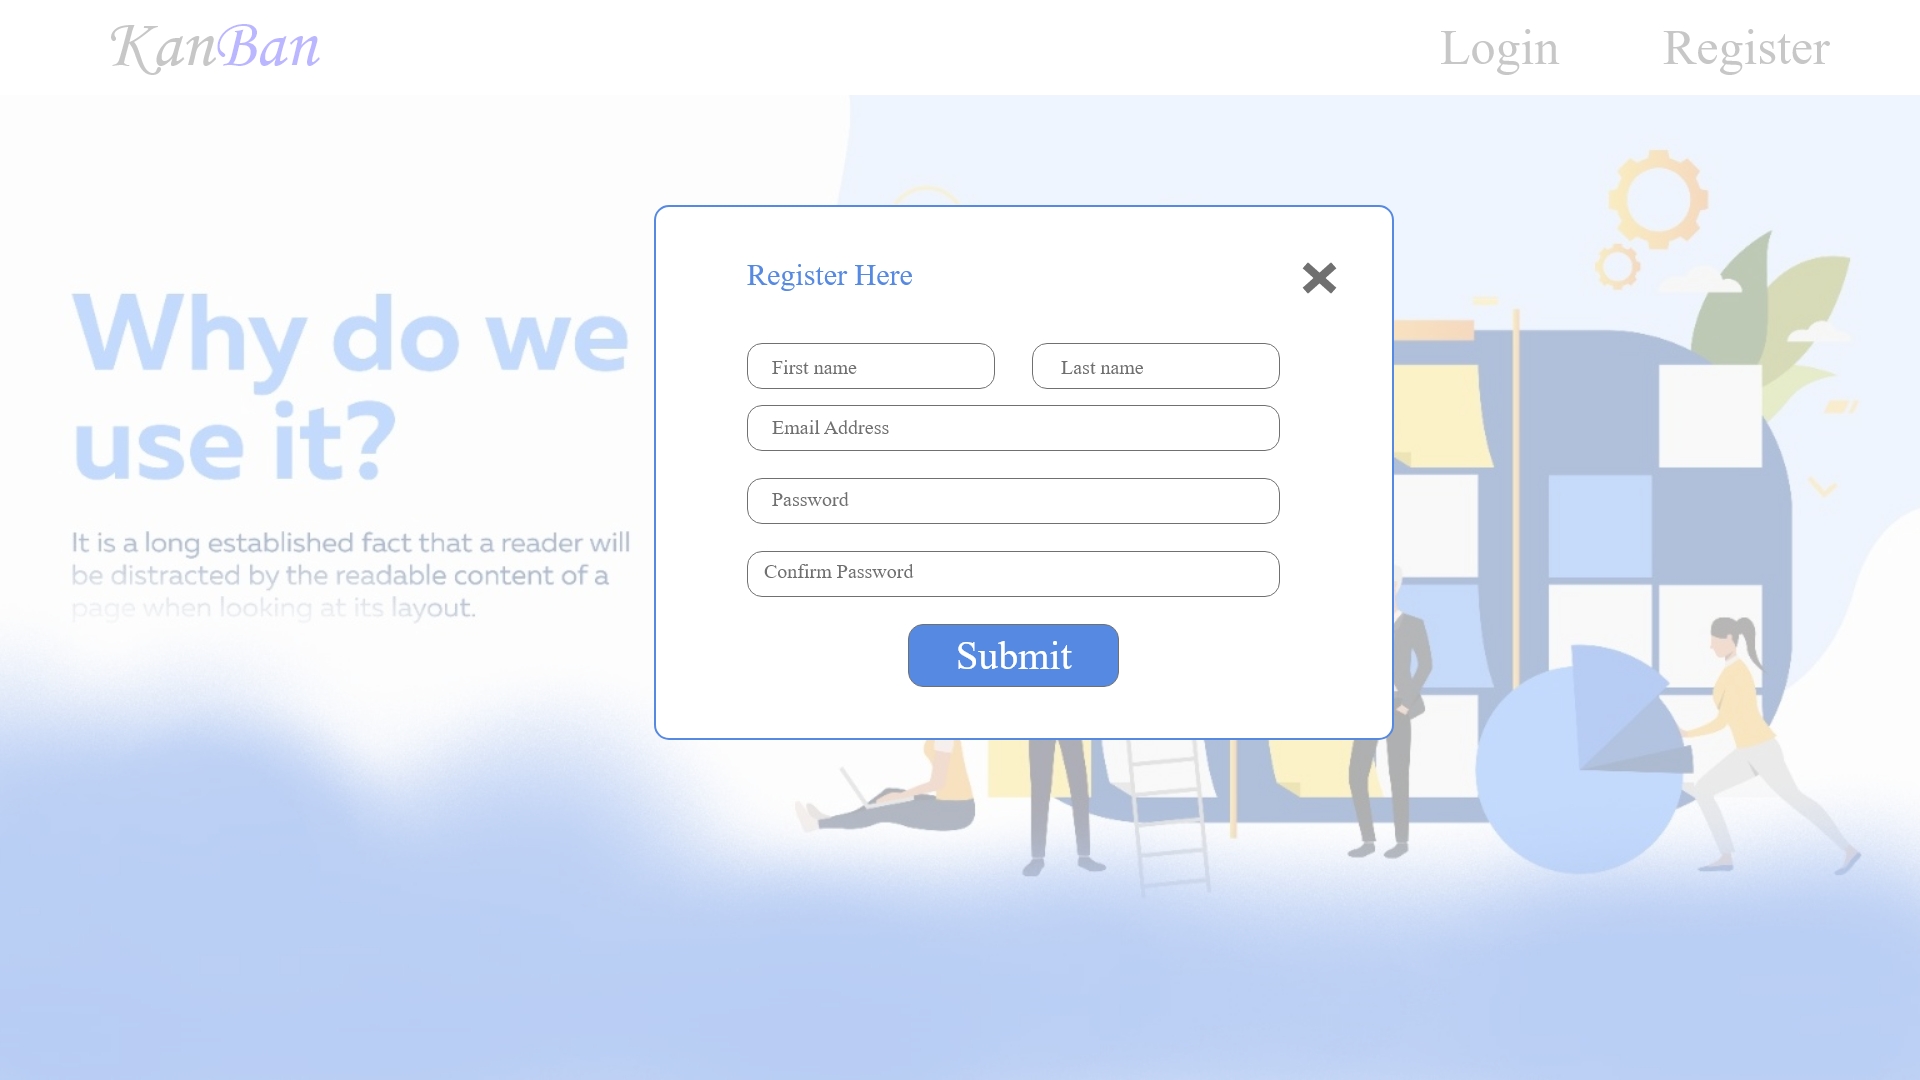 KanBan
Login
Register
Why do we
use it?
It is a long established fact that a reader will
be distracted by the readable content of a
page when looking at its layout.
Register Here
First name
Last name
Email Address
Password
Confirm Password
Submit